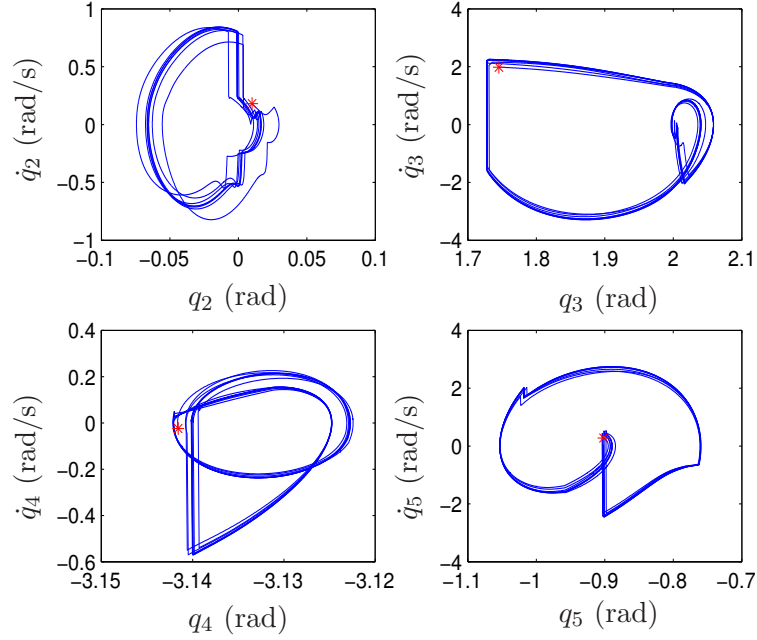 1
0.5
0
−0.5
−1
−0.1 −0.05 0 0.05 0.1
q̇2 (rad/s)
q2 (rad)
4
2
0
−2
−4
1.7 1.8 1.9 2 2.1
q̇3 (rad/s)
q3 (rad)
0.4
0.2
0
−0.2
−0.4
−0.6
−3.15 −3.14 −3.13 −3.12
q̇4 (rad/s)
q4 (rad)
4
2
0
−2
−4
−1.1 −1 −0.9 −0.8 −0.7
q̇5 (rad/s)
q5 (rad)